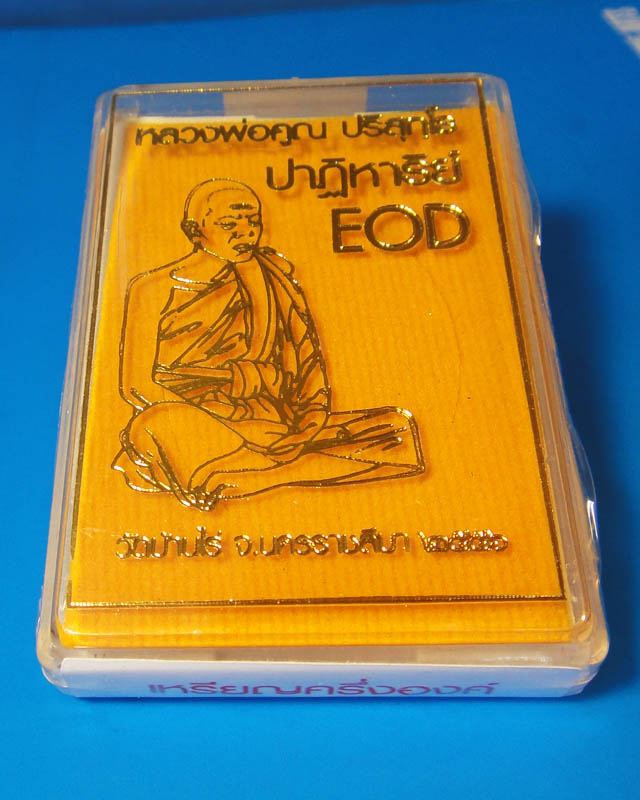 หลวงพ่อคูณ ปริสุทโธ
ปาฏิหาริย์
EOD
วัดบ้านไร่ จ.นครราชสีมา ๒๕๕๖
เหรียญครึ่งองค์